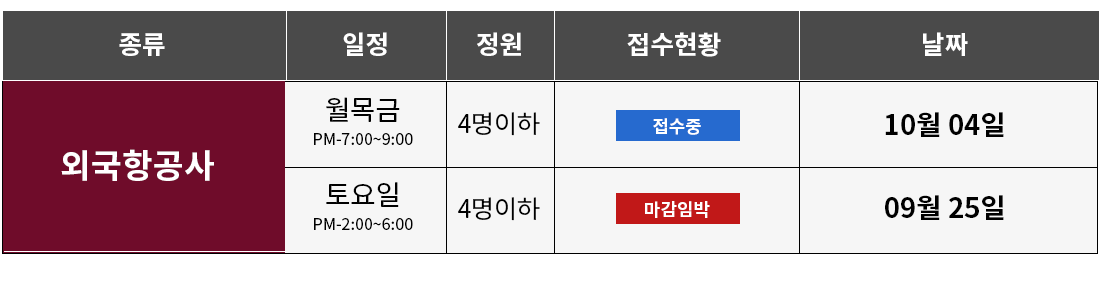 종류 일정 정원 접수현황 날짜
외국항공사
월목금
PM-7:00~9:00
4명이하
접수중
10월 04일
토요일
PM-2:00~6:00
4명이하
마감임박
09월 25일